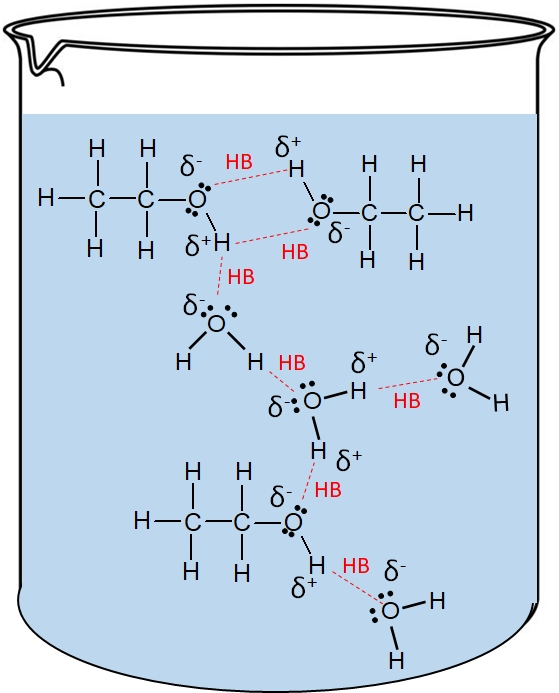 H H δ⁻ HB δ⁺ H H H
H C C O O C C H
H H δ⁺ H HB δ⁻ H H
HB
δ⁻
O
H H HB δ⁺ H δ⁻ O H
δ⁻ O HB H
H δ⁺
H H δ⁻ HB
H C C O
H H H HB δ⁻
δ⁺ O H
H